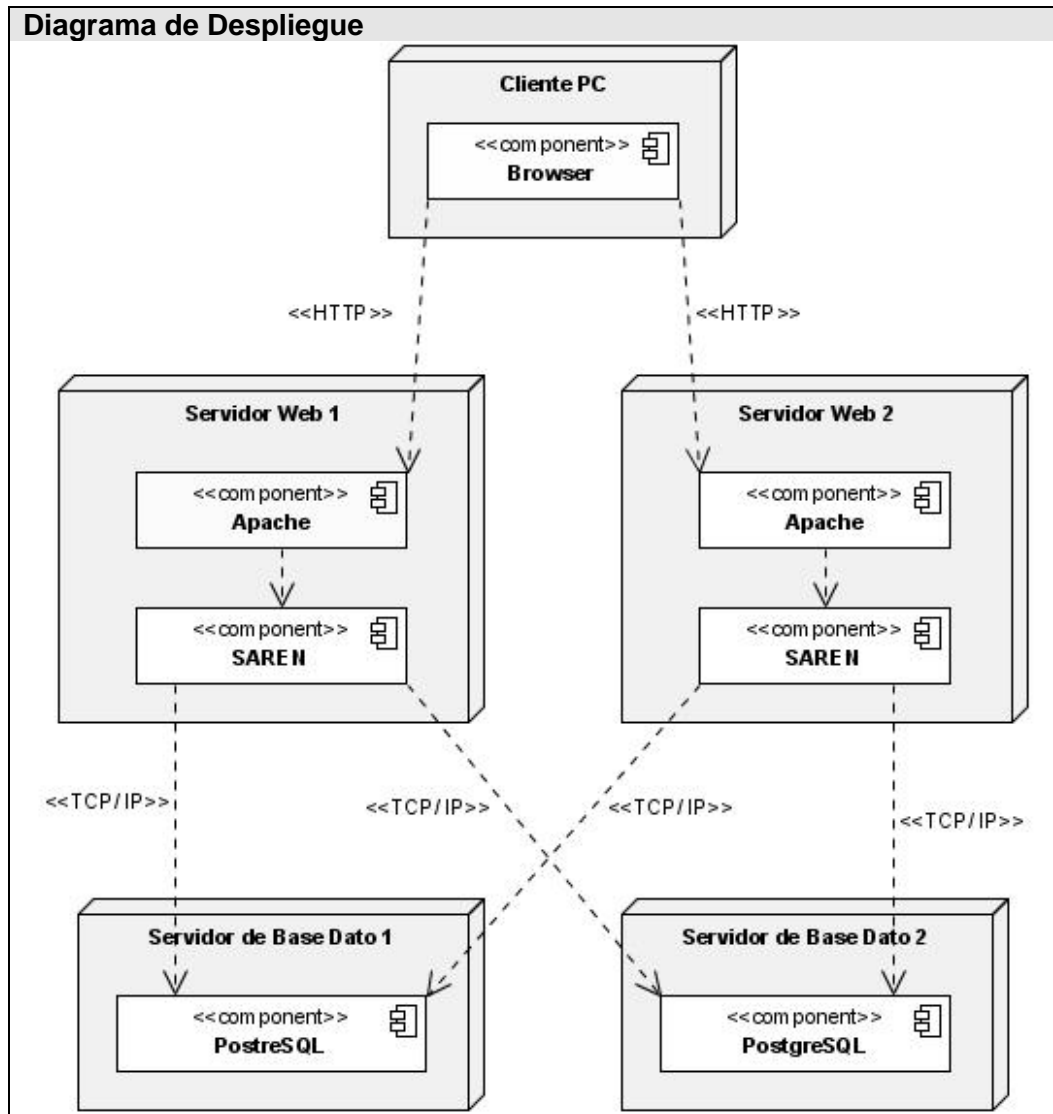 Diagrama de Despliegue
Cliente PC
<<component>>
Browser
<<HTTP>>
<<HTTP>>
Servidor Web 1
<<component>>
Apache
<<component>>
SAREN
Servidor Web 2
<<component>>
Apache
<<component>>
SAREN
<<TCP/IP>>
<<TCP/IP>>
<<TCP/IP>>
<<TCP/IP>>
Servidor de Base Dato 1
<<component>>
PostreSQL
Servidor de Base Dato 2
<<component>>
PostgreSQL